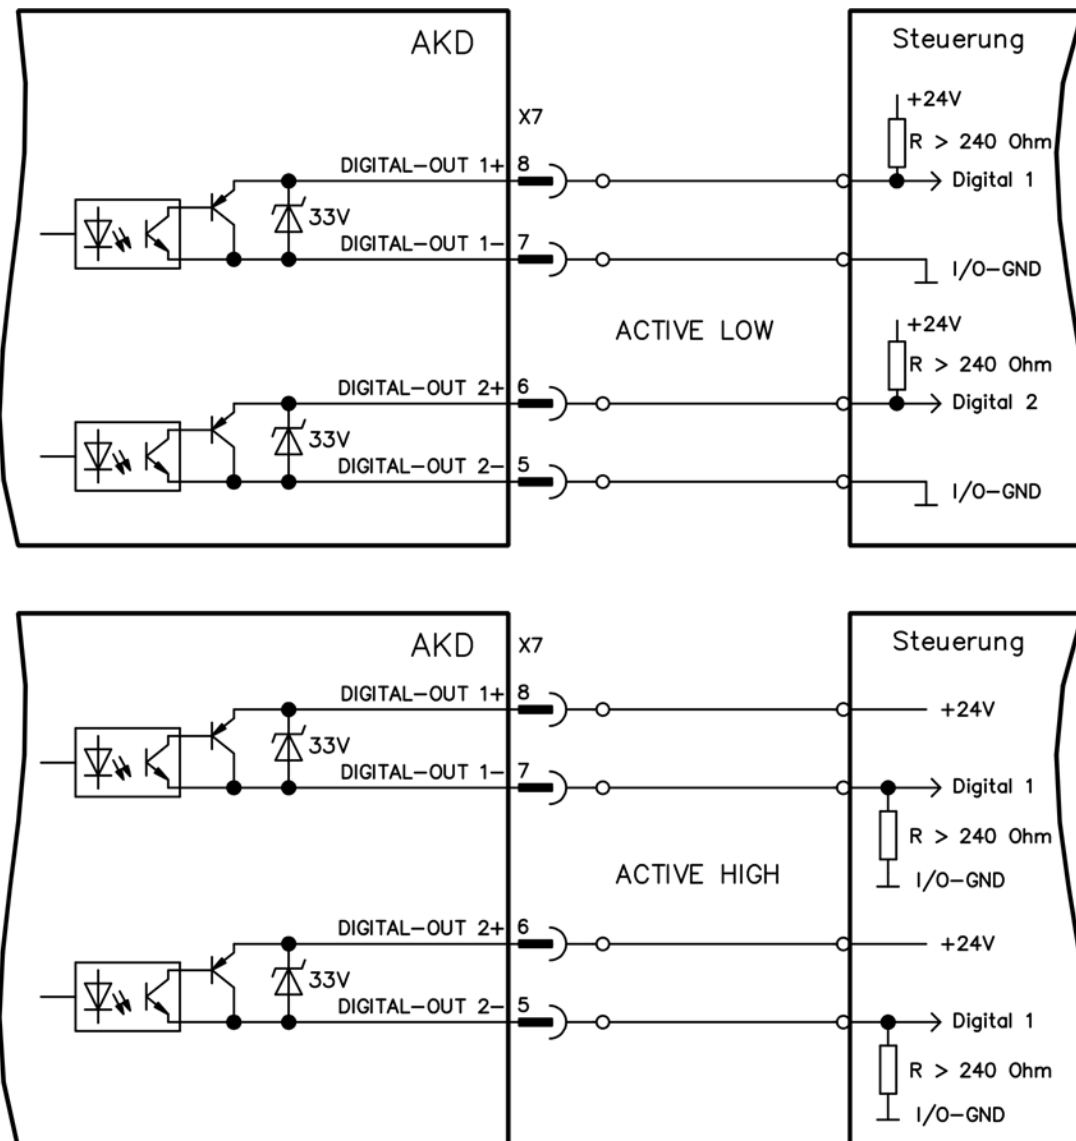 AKD
Steuerung
+24V
X7
R > 240 Ohm
DIGITAL-OUT 1+
8
Digital 1
33V
DIGITAL-OUT 1-
7
I/O-GND
ACTIVE LOW
+24V
R > 240 Ohm
DIGITAL-OUT 2+
6
Digital 2
33V
DIGITAL-OUT 2-
5
I/O-GND
AKD
X7
Steuerung
DIGITAL-OUT 1+
8
+24V
33V
DIGITAL-OUT 1-
7
Digital 1
R > 240 Ohm
ACTIVE HIGH
I/O-GND
DIGITAL-OUT 2+
6
+24V
33V
DIGITAL-OUT 2-
5
Digital 1
R > 240 Ohm
I/O-GND